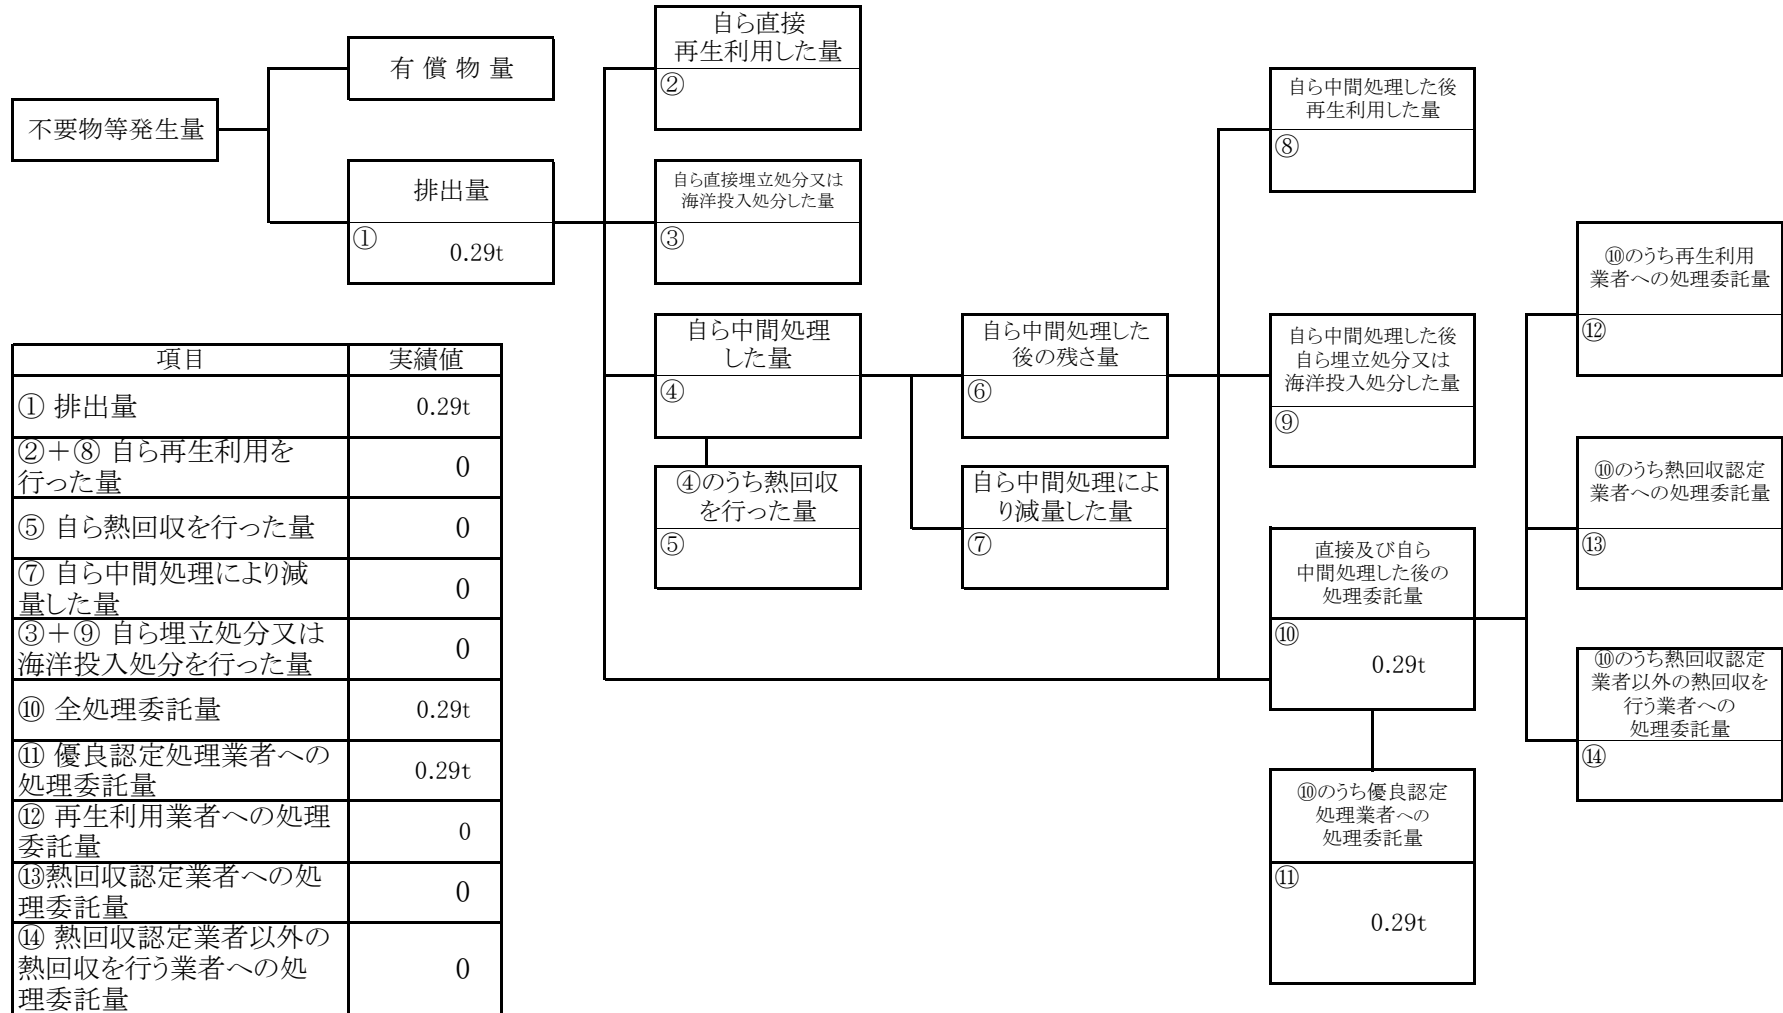 不要物等発生量
有 償 物 量
排出量
①
0.29t
自ら直接
再生利用した量
②
自ら直接埋立処分又は
海洋投入処分した量
③
自ら中間処理
した量
④
④のうち熱回収
を行った量
⑤
自ら中間処理した
後の残さ量
⑥
自ら中間処理によ
り減量した量
⑦
自ら中間処理した後
再生利用した量
⑧
自ら中間処理した後
自ら埋立処分又は
海洋投入処分した量
⑨
直接及び自ら
中間処理した後の
処理委託量
⑩
0.29t
⑩のうち優良認定
処理業者への
処理委託量
⑪
0.29t
⑩のうち再生利用
業者への処理委託量
⑫
⑩のうち熱回収認定
業者への処理委託量
⑬
⑩のうち熱回収認定
業者以外の熱回収を
行う業者への
処理委託量
⑭
項目 実績値
① 排出量 0.29t
②＋⑧ 自ら再生利用を
行った量 0
⑤ 自ら熱回収を行った量 0
⑦ 自ら中間処理により減
量した量 0
③＋⑨ 自ら埋立処分又は
海洋投入処分を行った量 0
⑩ 全処理委託量 0.29t
⑪ 優良認定処理業者への
処理委託量 0.29t
⑫ 再生利用業者への処理
委託量 0
⑬熱回収認定業者への処
理委託量 0
⑭ 熱回収認定業者以外の
熱回収を行う業者への処
理委託量 0